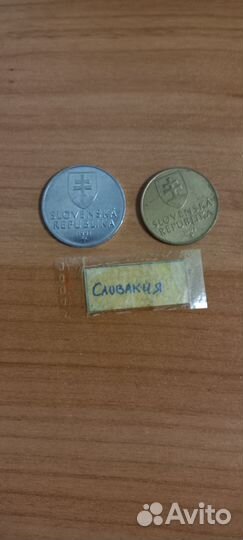 SLOVENSKÁ
REPUBLIKA
SLOVENSKÁ
REPUBLIKA
СЛОВАКИЯ
Avito